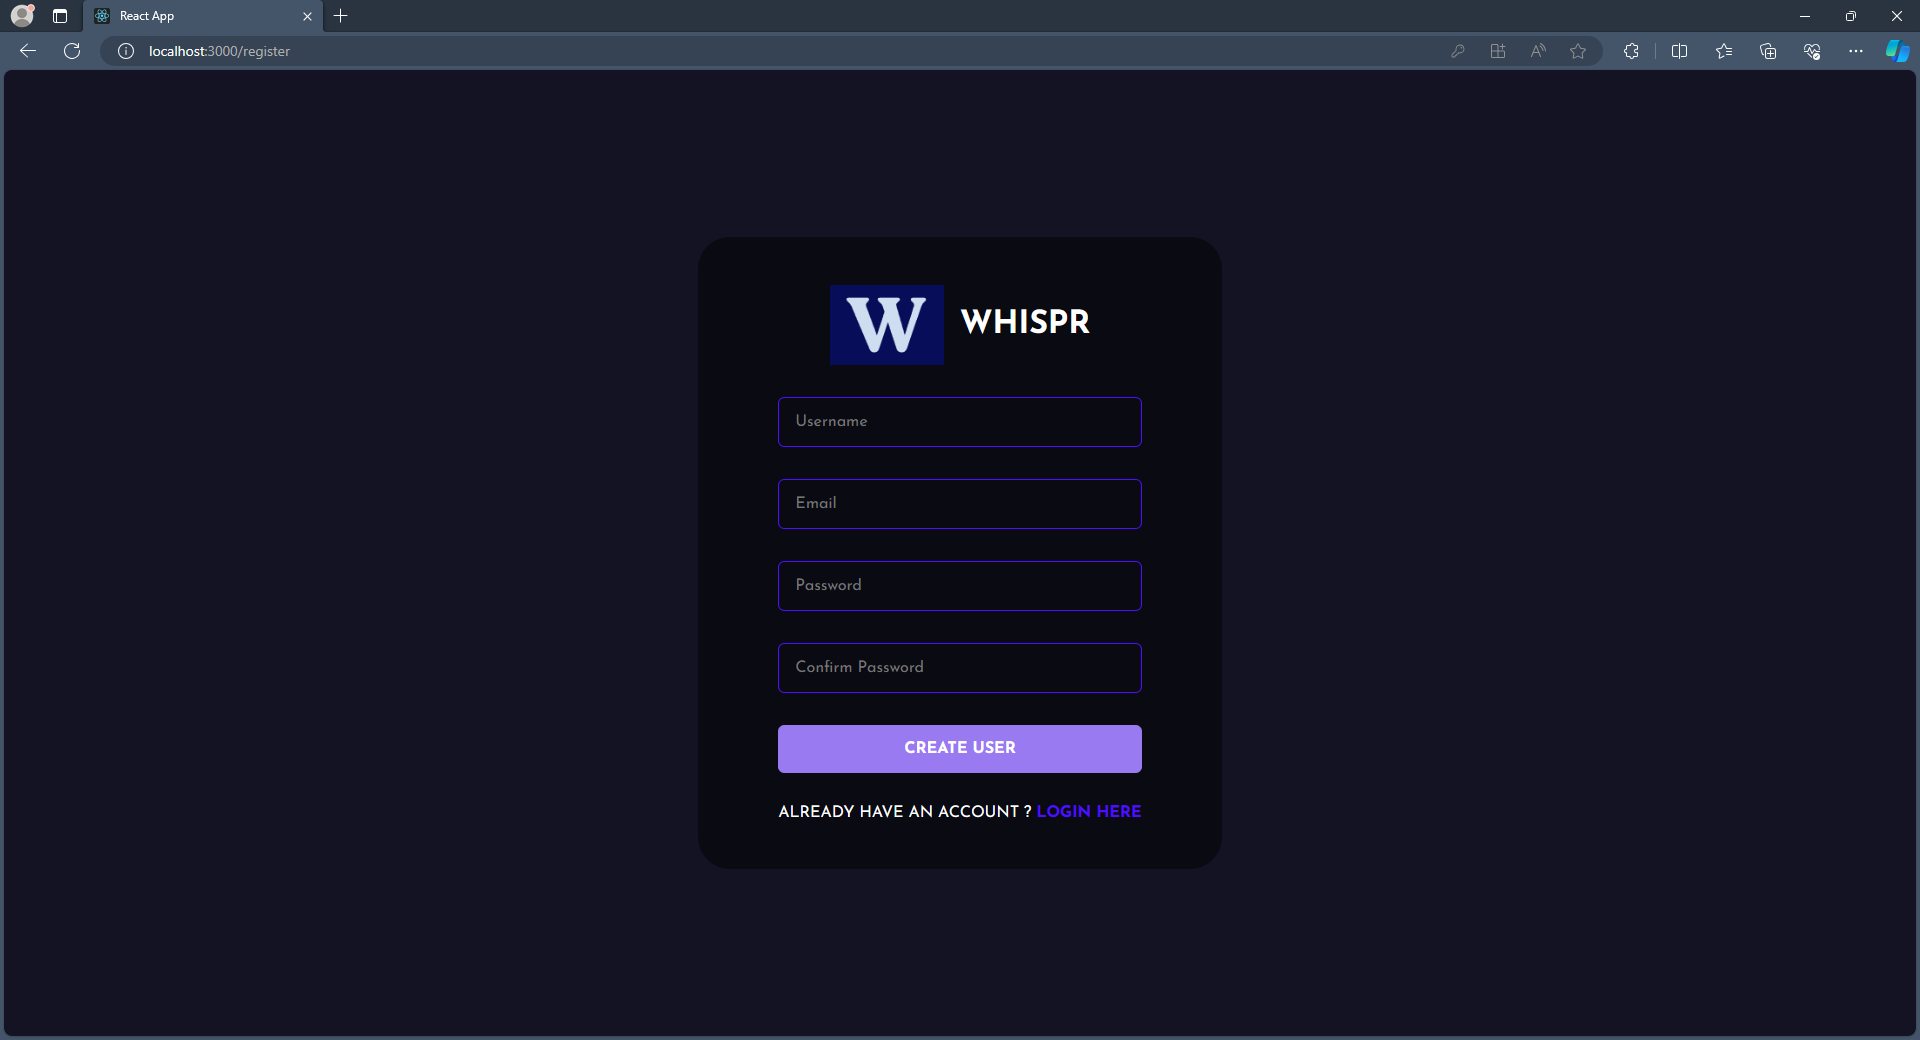 React App
localhost:3000/register
W WHISPR
Username
Email
Password
Confirm Password
CREATE USER
ALREADY HAVE AN ACCOUNT ? LOGIN HERE